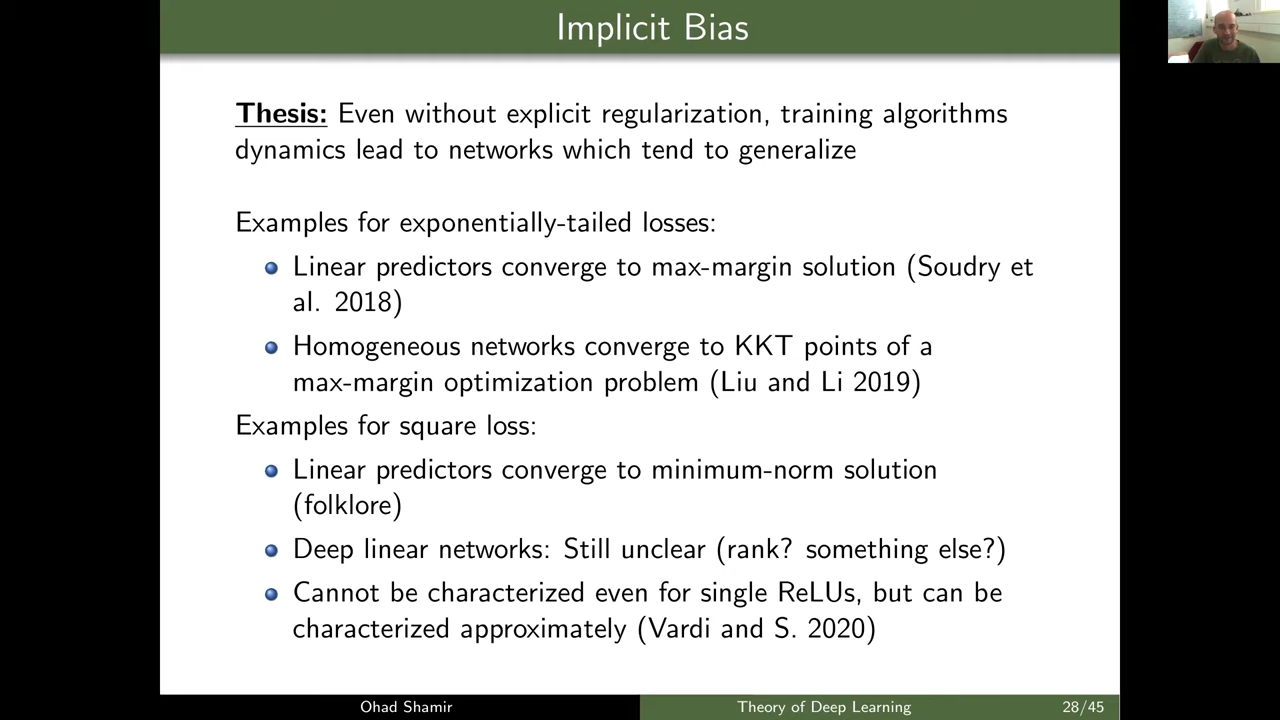 Implicit Bias
Thesis: Even without explicit regularization, training algorithms
dynamics lead to networks which tend to generalize
Examples for exponentially-tailed losses:
Linear predictors converge to max-margin solution (Soudry et
al. 2018)
Homogeneous networks converge to KKT points of a
max-margin optimization problem (Liu and Li 2019)
Examples for square loss:
Linear predictors converge to minimum-norm solution
(folklore)
Deep linear networks: Still unclear (rank? something else?)
Cannot be characterized even for single ReLUs, but can be
characterized approximately (Vardi and S. 2020)
Ohad Shamir
Theory of Deep Learning
28/45